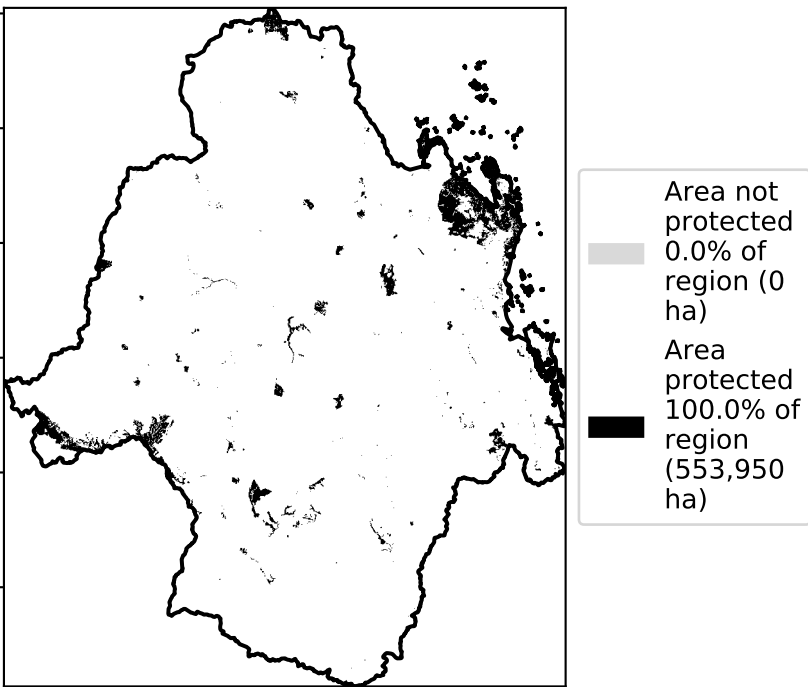 Area not
protected
0.0% of
region (0
ha)
Area
protected
100.0% of
region
(553,950
ha)